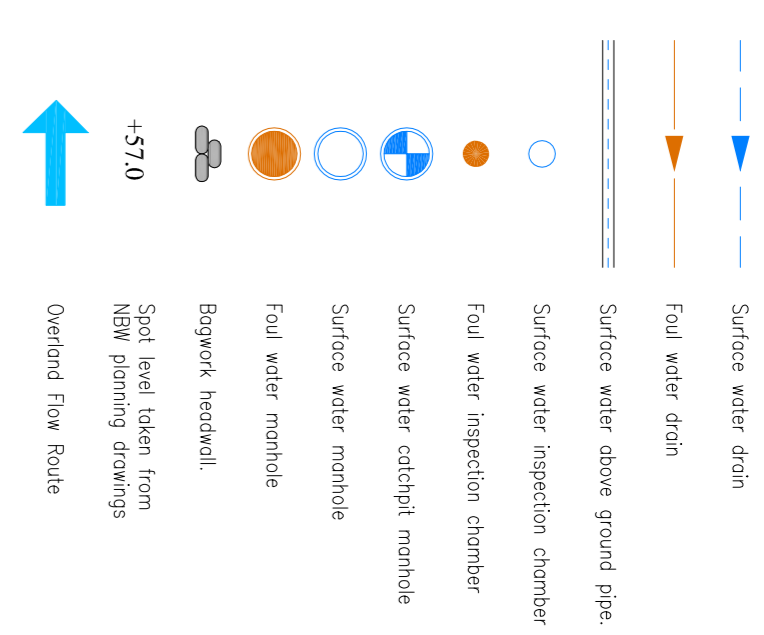 Surface water drain
Foul water drain
Surface water above ground pipe.
Surface water inspection chamber
Foul water inspection chamber
Surface water catchpit manhole
Surface water manhole
Foul water manhole
Bagwork headwall.
+57.0
Spot level taken from
NBW planning drawings
Overland Flow Route